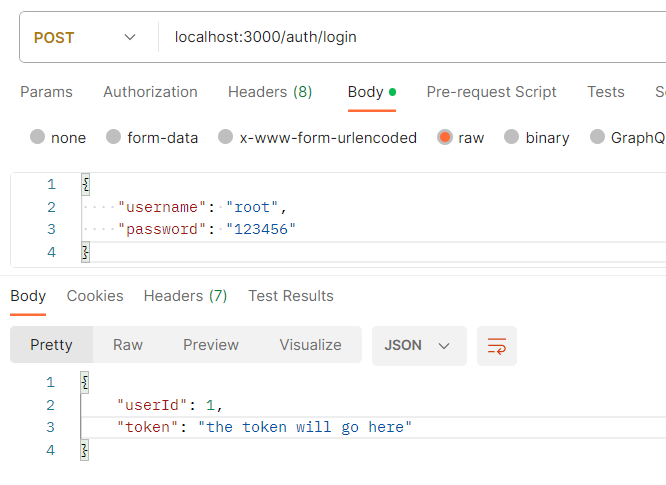 POST localhost:3000/auth/login
Params Authorization Headers (8) Body Pre-request Script Tests
none form-data x-www-form-urlencoded raw binary GraphQ
1 {
2 "username": "root",
3 "password": "123456"
4 }
Body Cookies Headers (7) Test Results
Pretty Raw Preview Visualize JSON
1 {
2 "userId": 1,
3 "token": "the token will go here"
4 }